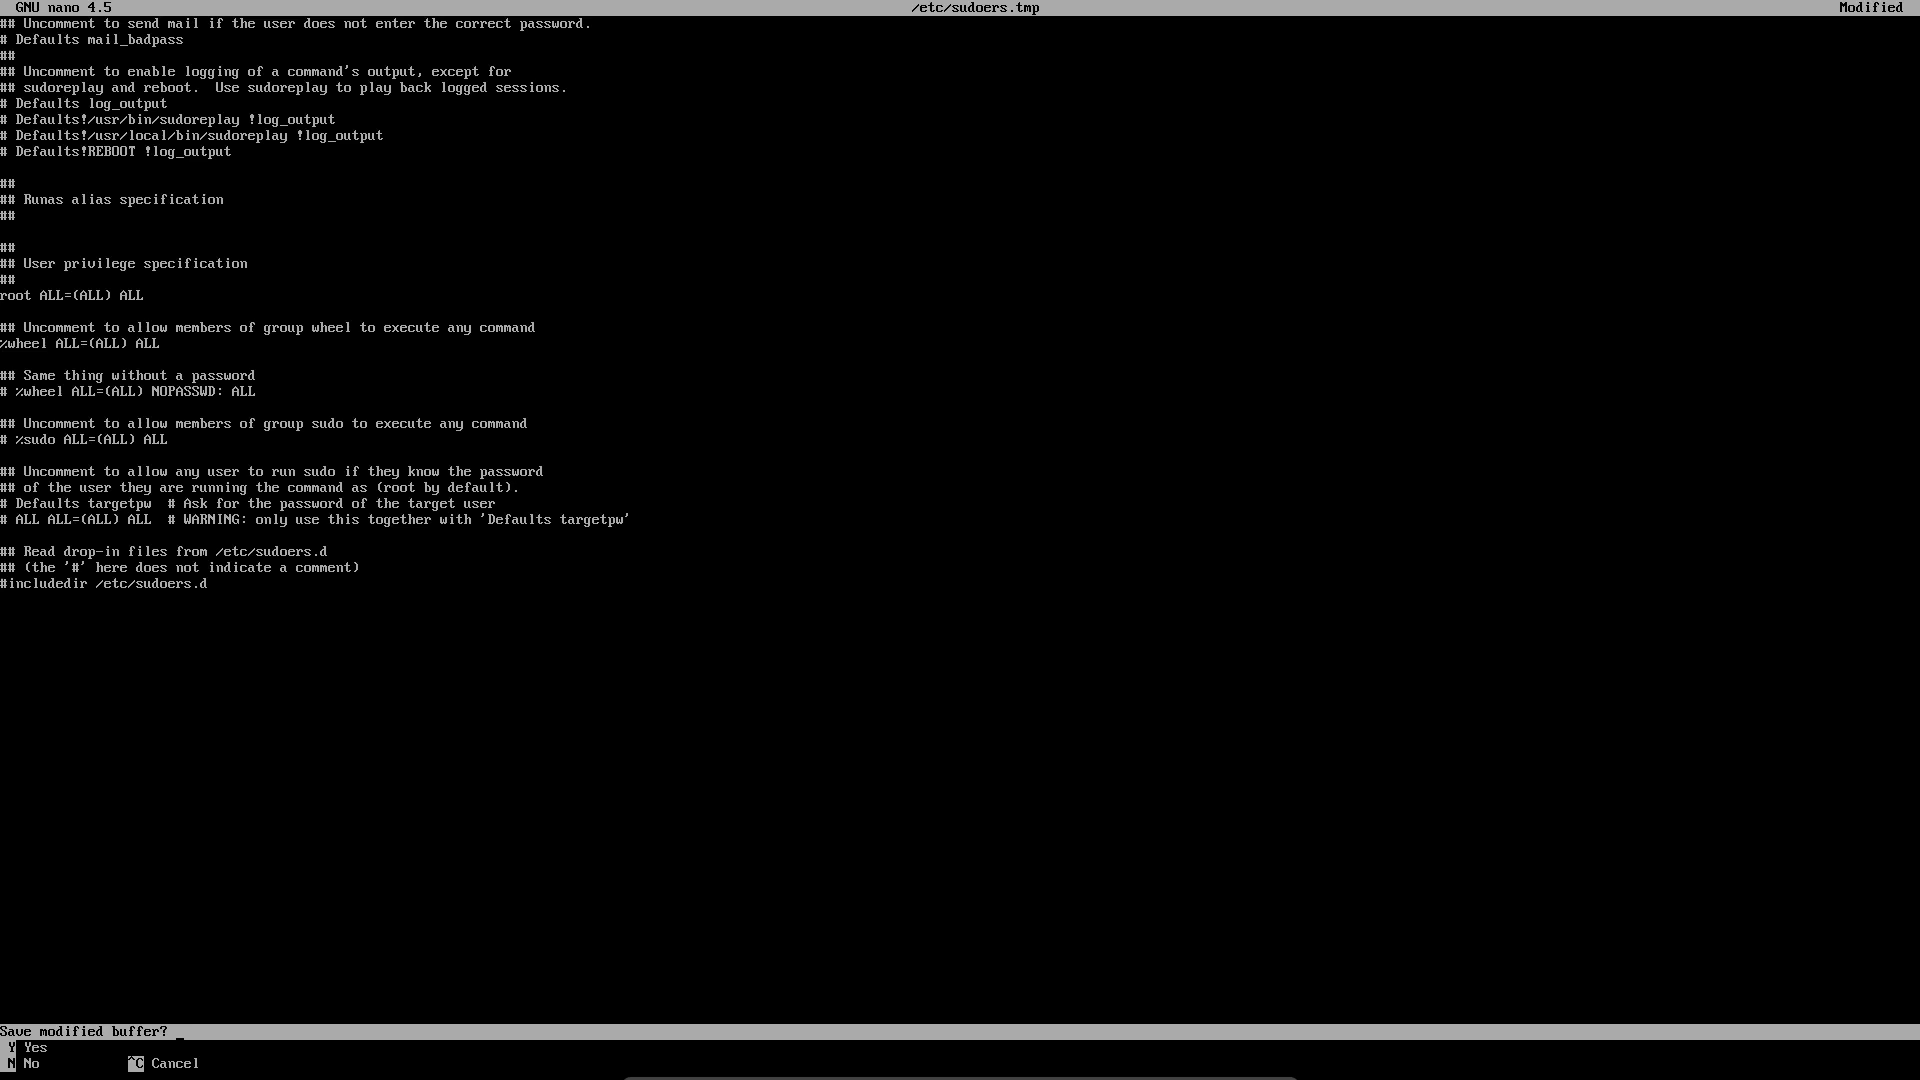 GNU nano 4.5 /etc/sudoers.tmp Modified
## Uncomment to send mail if the user does not enter the correct password.
# Defaults mail_badpass
##
## Uncomment to enable logging of a command's output, except for
## sudoreplay and reboot.  Use sudoreplay to play back logged sessions.
# Defaults log_output
# Defaults!/usr/bin/sudoreplay !log_output
# Defaults!/usr/local/bin/sudoreplay !log_output
# Defaults!REBOOT !log_output
##
## Runas alias specification
##
##
## User privilege specification
##
root ALL=(ALL) ALL
## Uncomment to allow members of group wheel to execute any command
%wheel ALL=(ALL) ALL
## Same thing without a password
# %wheel ALL=(ALL) NOPASSWD: ALL
## Uncomment to allow members of group sudo to execute any command
# %sudo ALL=(ALL) ALL
## Uncomment to allow any user to run sudo if they know the password
## of the user they are running the command as (root by default).
# Defaults targetpw  # Ask for the password of the target user
# ALL ALL=(ALL) ALL  # WARNING: only use this together with 'Defaults targetpw'
## Read drop-in files from /etc/sudoers.d
## (the '#' here does not indicate a comment)
#includedir /etc/sudoers.d
Save modified buffer?
Y Yes
N No ^C Cancel